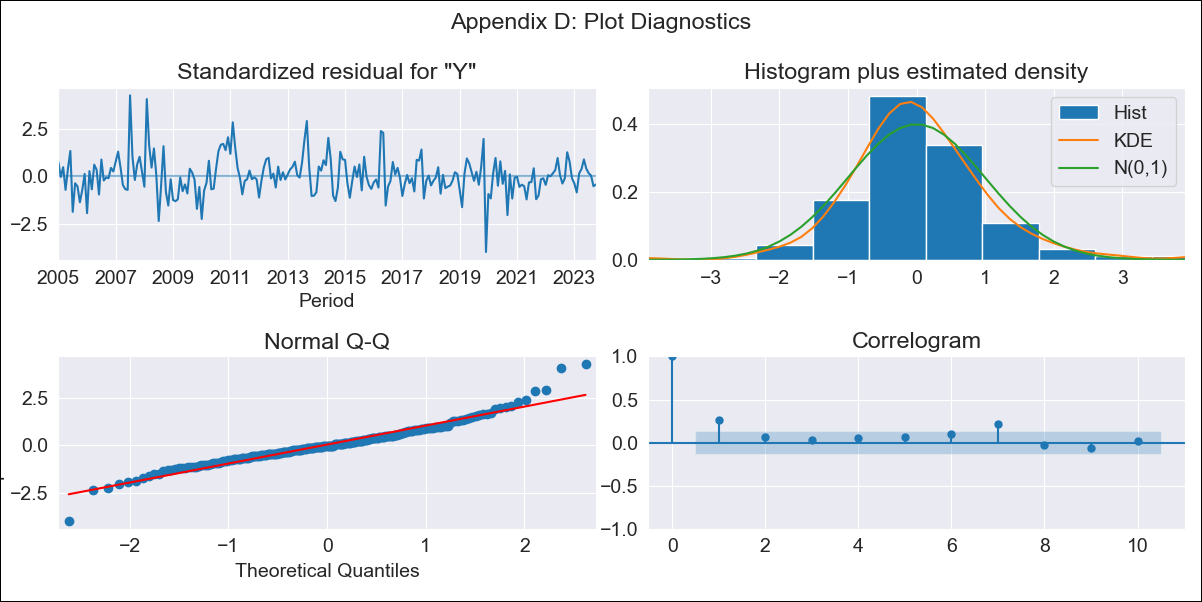 Appendix D: Plot Diagnostics
Standardized residual for "Y"
2.5
0.0
−2.5
2005 2007 2009 2011 2013 2015 2017 2019 2021 2023
Period
Histogram plus estimated density
0.4
0.2
0.0
−3 −2 −1 0 1 2 3
Hist
KDE
N(0,1)
Normal Q-Q
2.5
0.0
−2.5
−2 −1 0 1 2
Theoretical Quantiles
Correlogram
1.0
0.5
0.0
−0.5
−1.0
0 2 4 6 8 10